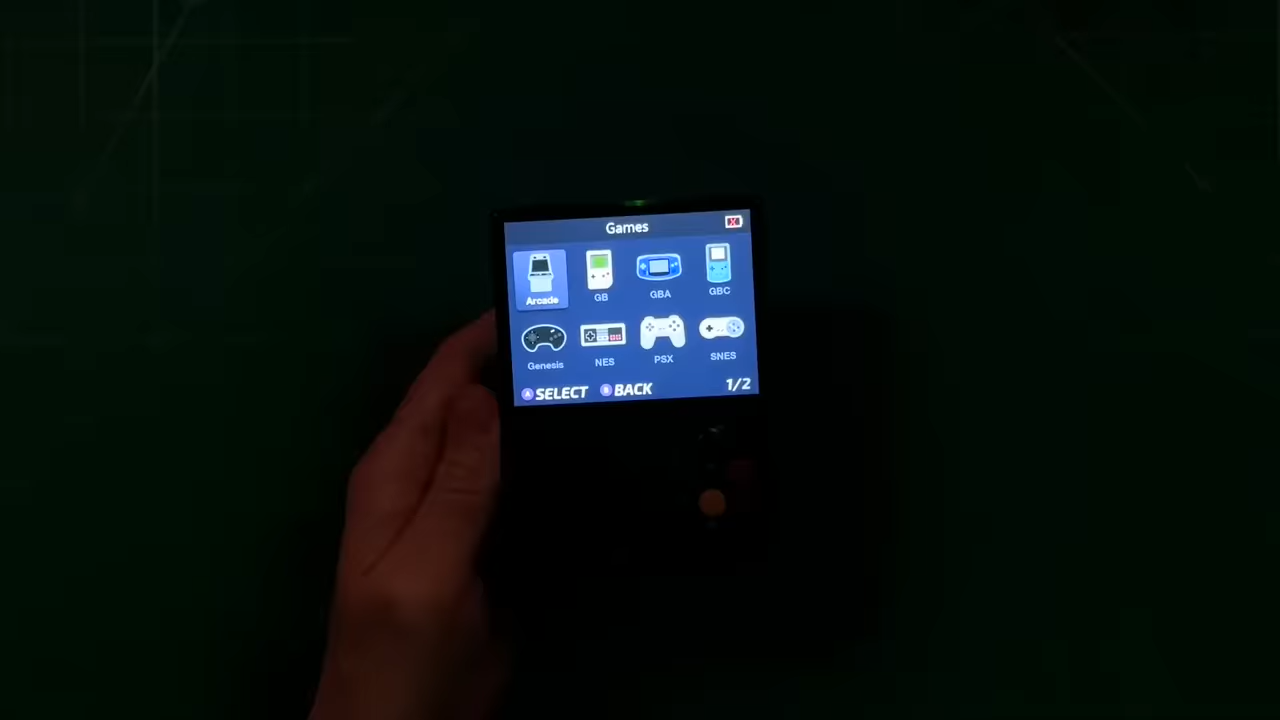 Games
Arcade
GB
GBA
GBC
Genesis
NES
PSX
SNES
A SELECT B BACK 1/2